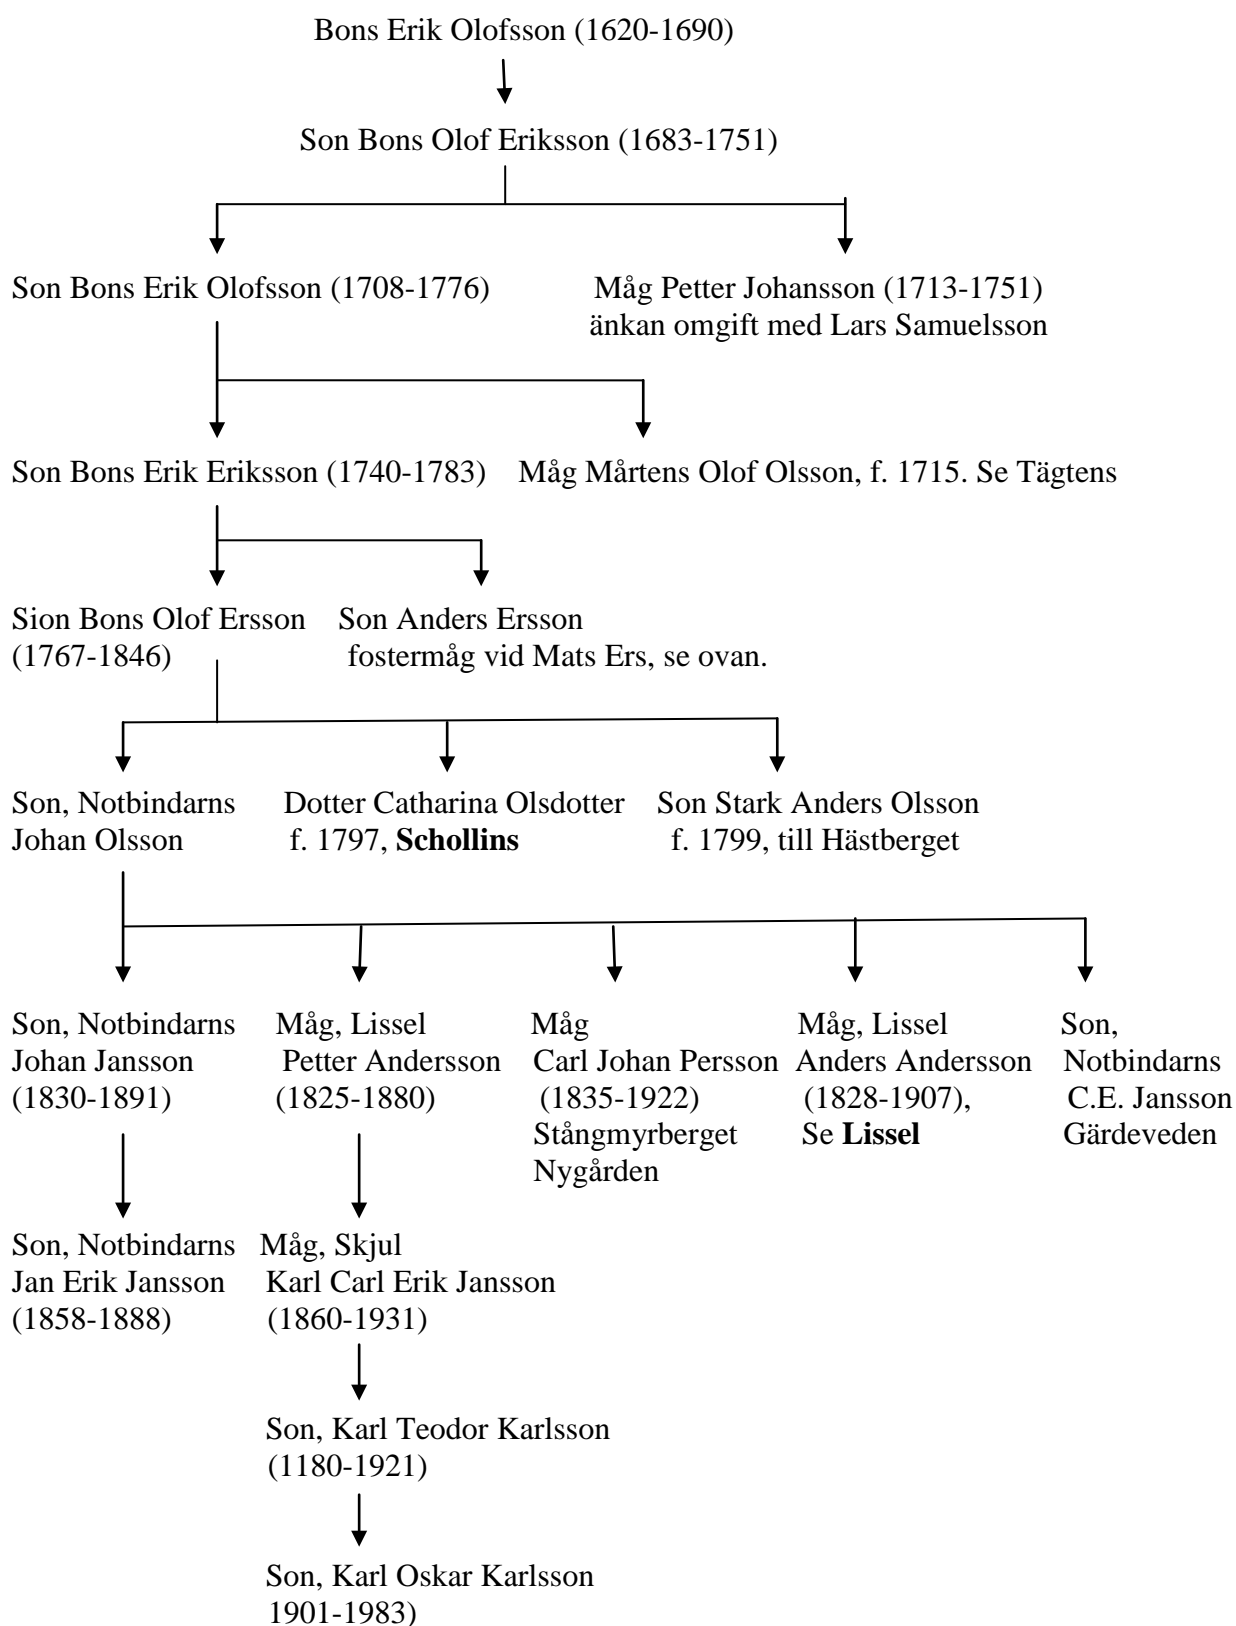 Bons Erik Olofsson (1620-1690)
Son Bons Olof Eriksson (1683-1751)
Son Bons Erik Olofsson (1708-1776)
Måg Petter Johansson (1713-1751)
änkan omgift med Lars Samuelsson
Son Bons Erik Eriksson (1740-1783)
Måg Mårtens Olof Olsson, f. 1715. Se Tägtens
Sion Bons Olof Ersson
(1767-1846)
Son Anders Ersson
fostermåg vid Mats Ers, se ovan.
Son, Notbindarns
Johan Olsson
Dotter Catharina Olsdotter
f. 1797, Schollins
Son Stark Anders Olsson
f. 1799, till Hästberget
Son, Notbindarns
Johan Jansson
(1830-1891)
Måg, Lissel
Petter Andersson
(1825-1880)
Måg
Carl Johan Persson
(1835-1922)
Stångmyrberget
Nygården
Måg, Lissel
Anders Andersson
(1828-1907),
Se Lissel
Son,
Notbindarns
C.E. Jansson
Gärdeveden
Son, Notbindarns
Jan Erik Jansson
(1858-1888)
Måg, Skjul
Karl Carl Erik Jansson
(1860-1931)
Son, Karl Teodor Karlsson
(1180-1921)
Son, Karl Oskar Karlsson
1901-1983)